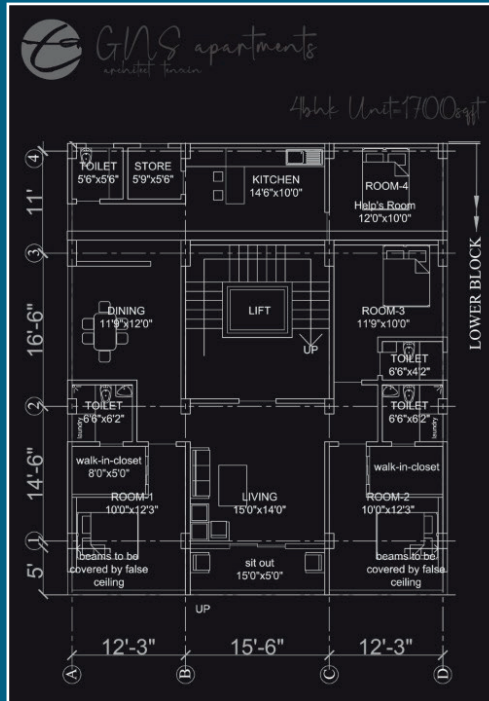 GNS apartments
architect tenzin
4bhk Unit=1700sqft
4
TOILET
5'6"x5'6"
STORE
5'9"x5'6"
KITCHEN
14'6"x10'0"
ROOM-4
Help's Room
12'0"x10'0"
11'
LOWER BLOCK
3
DINING
11'9"x12'0"
LIFT
UP
ROOM-3
11'9"x10'0"
16'-6"
TOILET
6'6"x4'2"
2
TOILET
6'6"x6'2"
laundry
TOILET
6'6"x6'2"
laundry
14'-6"
walk-in-closet
8'0"x5'0"
walk-in-closet
ROOM-1
10'0"x12'3"
LIVING
15'0"x14'0"
ROOM-2
10'0"x12'3"
1
beams to be
covered by false
ceiling
sit out
15'0"x5'0"
beams to be
covered by false
ceiling
5'
UP
12'-3"
15'-6"
12'-3"
A
B
C
D